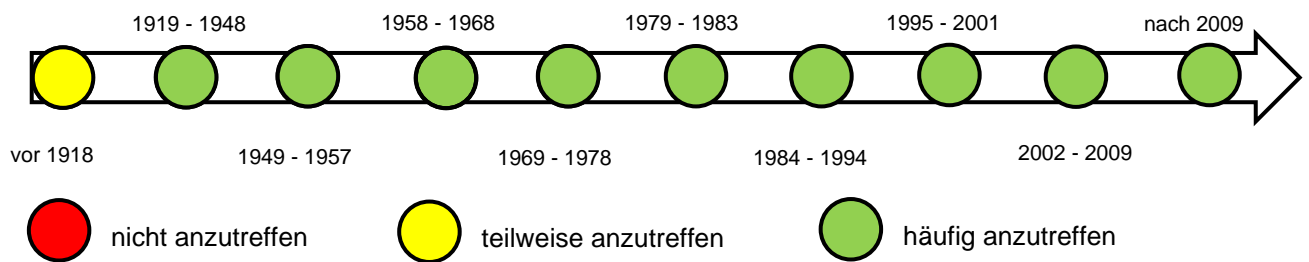 1919 - 1948 1958 - 1968 1979 - 1983 1995 - 2001 nach 2009
vor 1918 1949 - 1957 1969 - 1978 1984 - 1994 2002 - 2009
nicht anzutreffen teilweise anzutreffen häufig anzutreffen